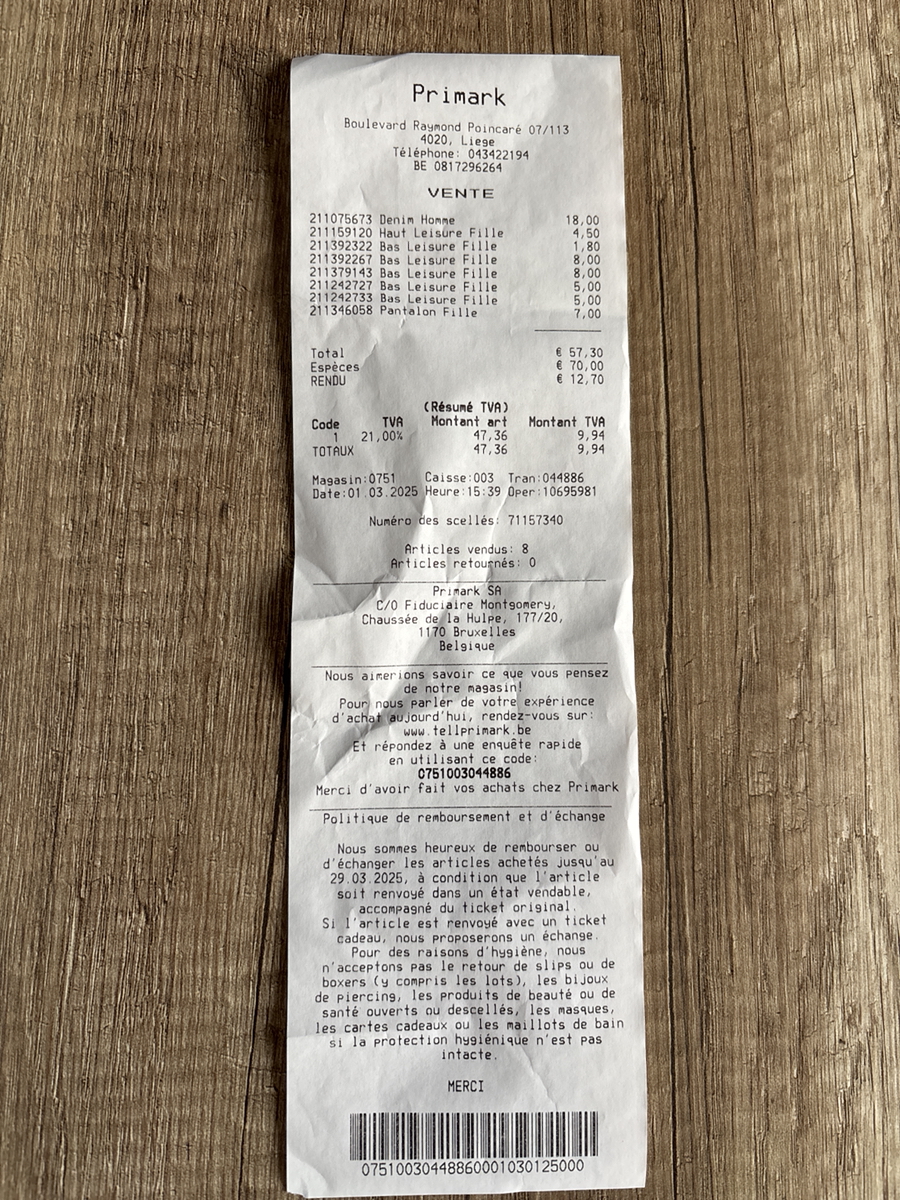 Primark
Boulevard Raymond Poincaré 07/113
4020, Liege
Téléphone: 043422194
BE 0817296264
VENTE
211075673 Denim Homme 18,00
211159120 Haut Leisure Fille 4,50
211392322 Bas Leisure Fille 1,80
211392267 Bas Leisure Fille 8,00
211379143 Bas Leisure Fille 8,00
211242727 Bas Leisure Fille 5,00
211242733 Bas Leisure Fille 5,00
211346058 Pantalon Fille 7,00
Total € 57,30
Espèces € 70,00
RENDU € 12,70
(Résumé TVA)
Code TVA Montant art Montant TVA
1 21,00% 47,36 9,94
TOTAUX 47,36 9,94
Magasin:0751 Caisse:003 Tran:044886
Date:01.03.2025 Heure:15:39 Oper:10695981
Numéro des scellés: 71157340
Articles vendus: 8
Articles retournés: 0
Primark SA
C/O Fiduciaire Montgomery,
Chaussée de la Hulpe, 177/20,
1170 Bruxelles
Belgique
Nous aimerions savoir ce que vous pensez
de notre magasin!
Pour nous parler de votre expérience
d'achat aujourd'hui, rendez-vous sur:
www.tellprimark.be
Et répondez à une enquête rapide
en utilisant ce code:
0751003044886
Merci d'avoir fait vos achats chez Primark
Politique de remboursement et d'échange
Nous sommes heureux de rembourser ou
d'échanger les articles achetés jusqu'au
29.03.2025, à condition que l'article
soit renvoyé dans un état vendable,
accompagné du ticket original.
Si l'article est renvoyé avec un ticket
cadeau, nous proposerons un échange.
Pour des raisons d'hygiène, nous
n'acceptons pas le retour de slips ou de
boxers (y compris les lots), les bijoux
de piercing, les produits de beauté ou de
santé ouverts ou descellés, les masques,
les cartes cadeaux ou les maillots de bain
si la protection hygiénique n'est pas
intacte.
MERCI
07510030448860001030125000